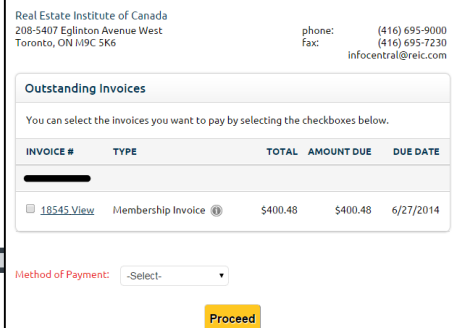 Real Estate Institute of Canada
208-5407 Eglinton Avenue West phone: (416) 695-9000
Toronto, ON M9C 5K6 fax: (416) 695-7230
infocentral@reic.com
Outstanding Invoices
You can select the invoices you want to pay by selecting the checkboxes below.
INVOICE # TYPE TOTAL AMOUNT DUE DUE DATE
18545 View Membership Invoice $400.48 $400.48 6/27/2014
Method of Payment: -Select-
Proceed